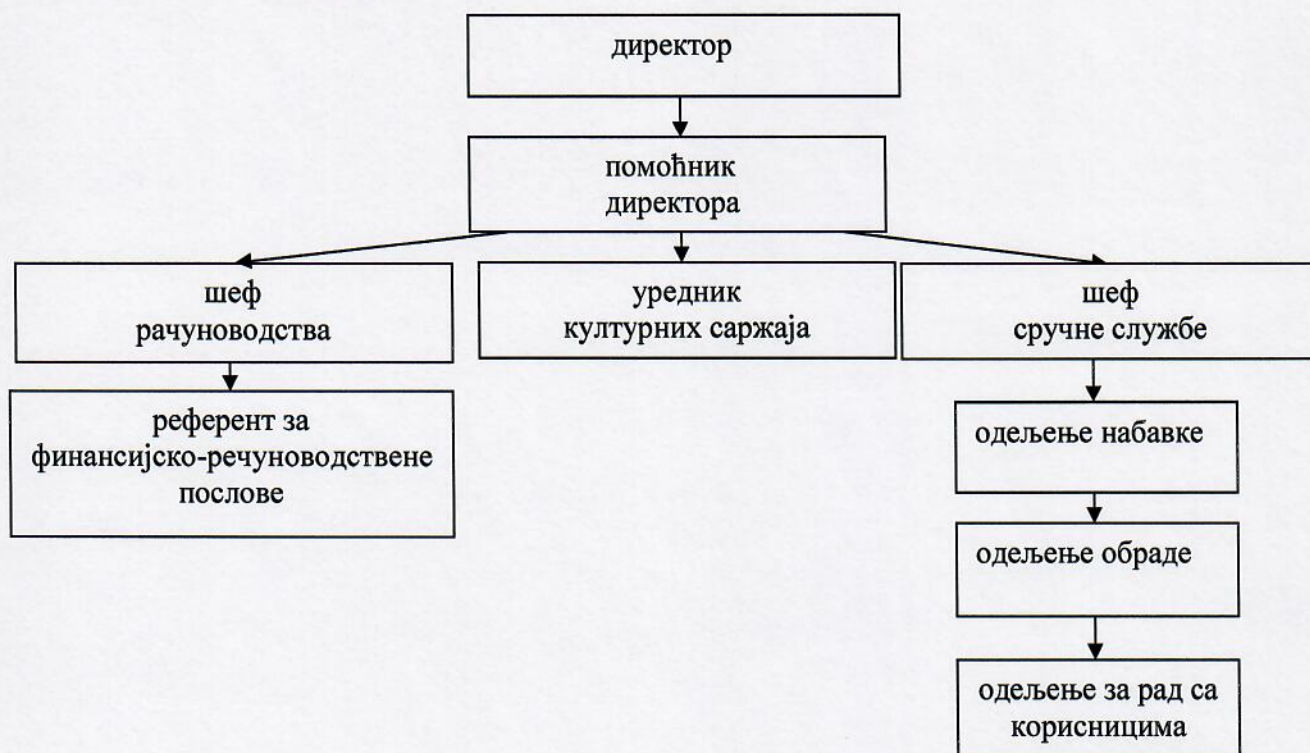 директор
помоћник
директора
шеф
рачуноводства
уредник
културних саржаја
шеф
сручне службе
референт за
финансијско-речуноводствене
послове
одељење набавке
одељење обраде
одељење за рад са
корисницима